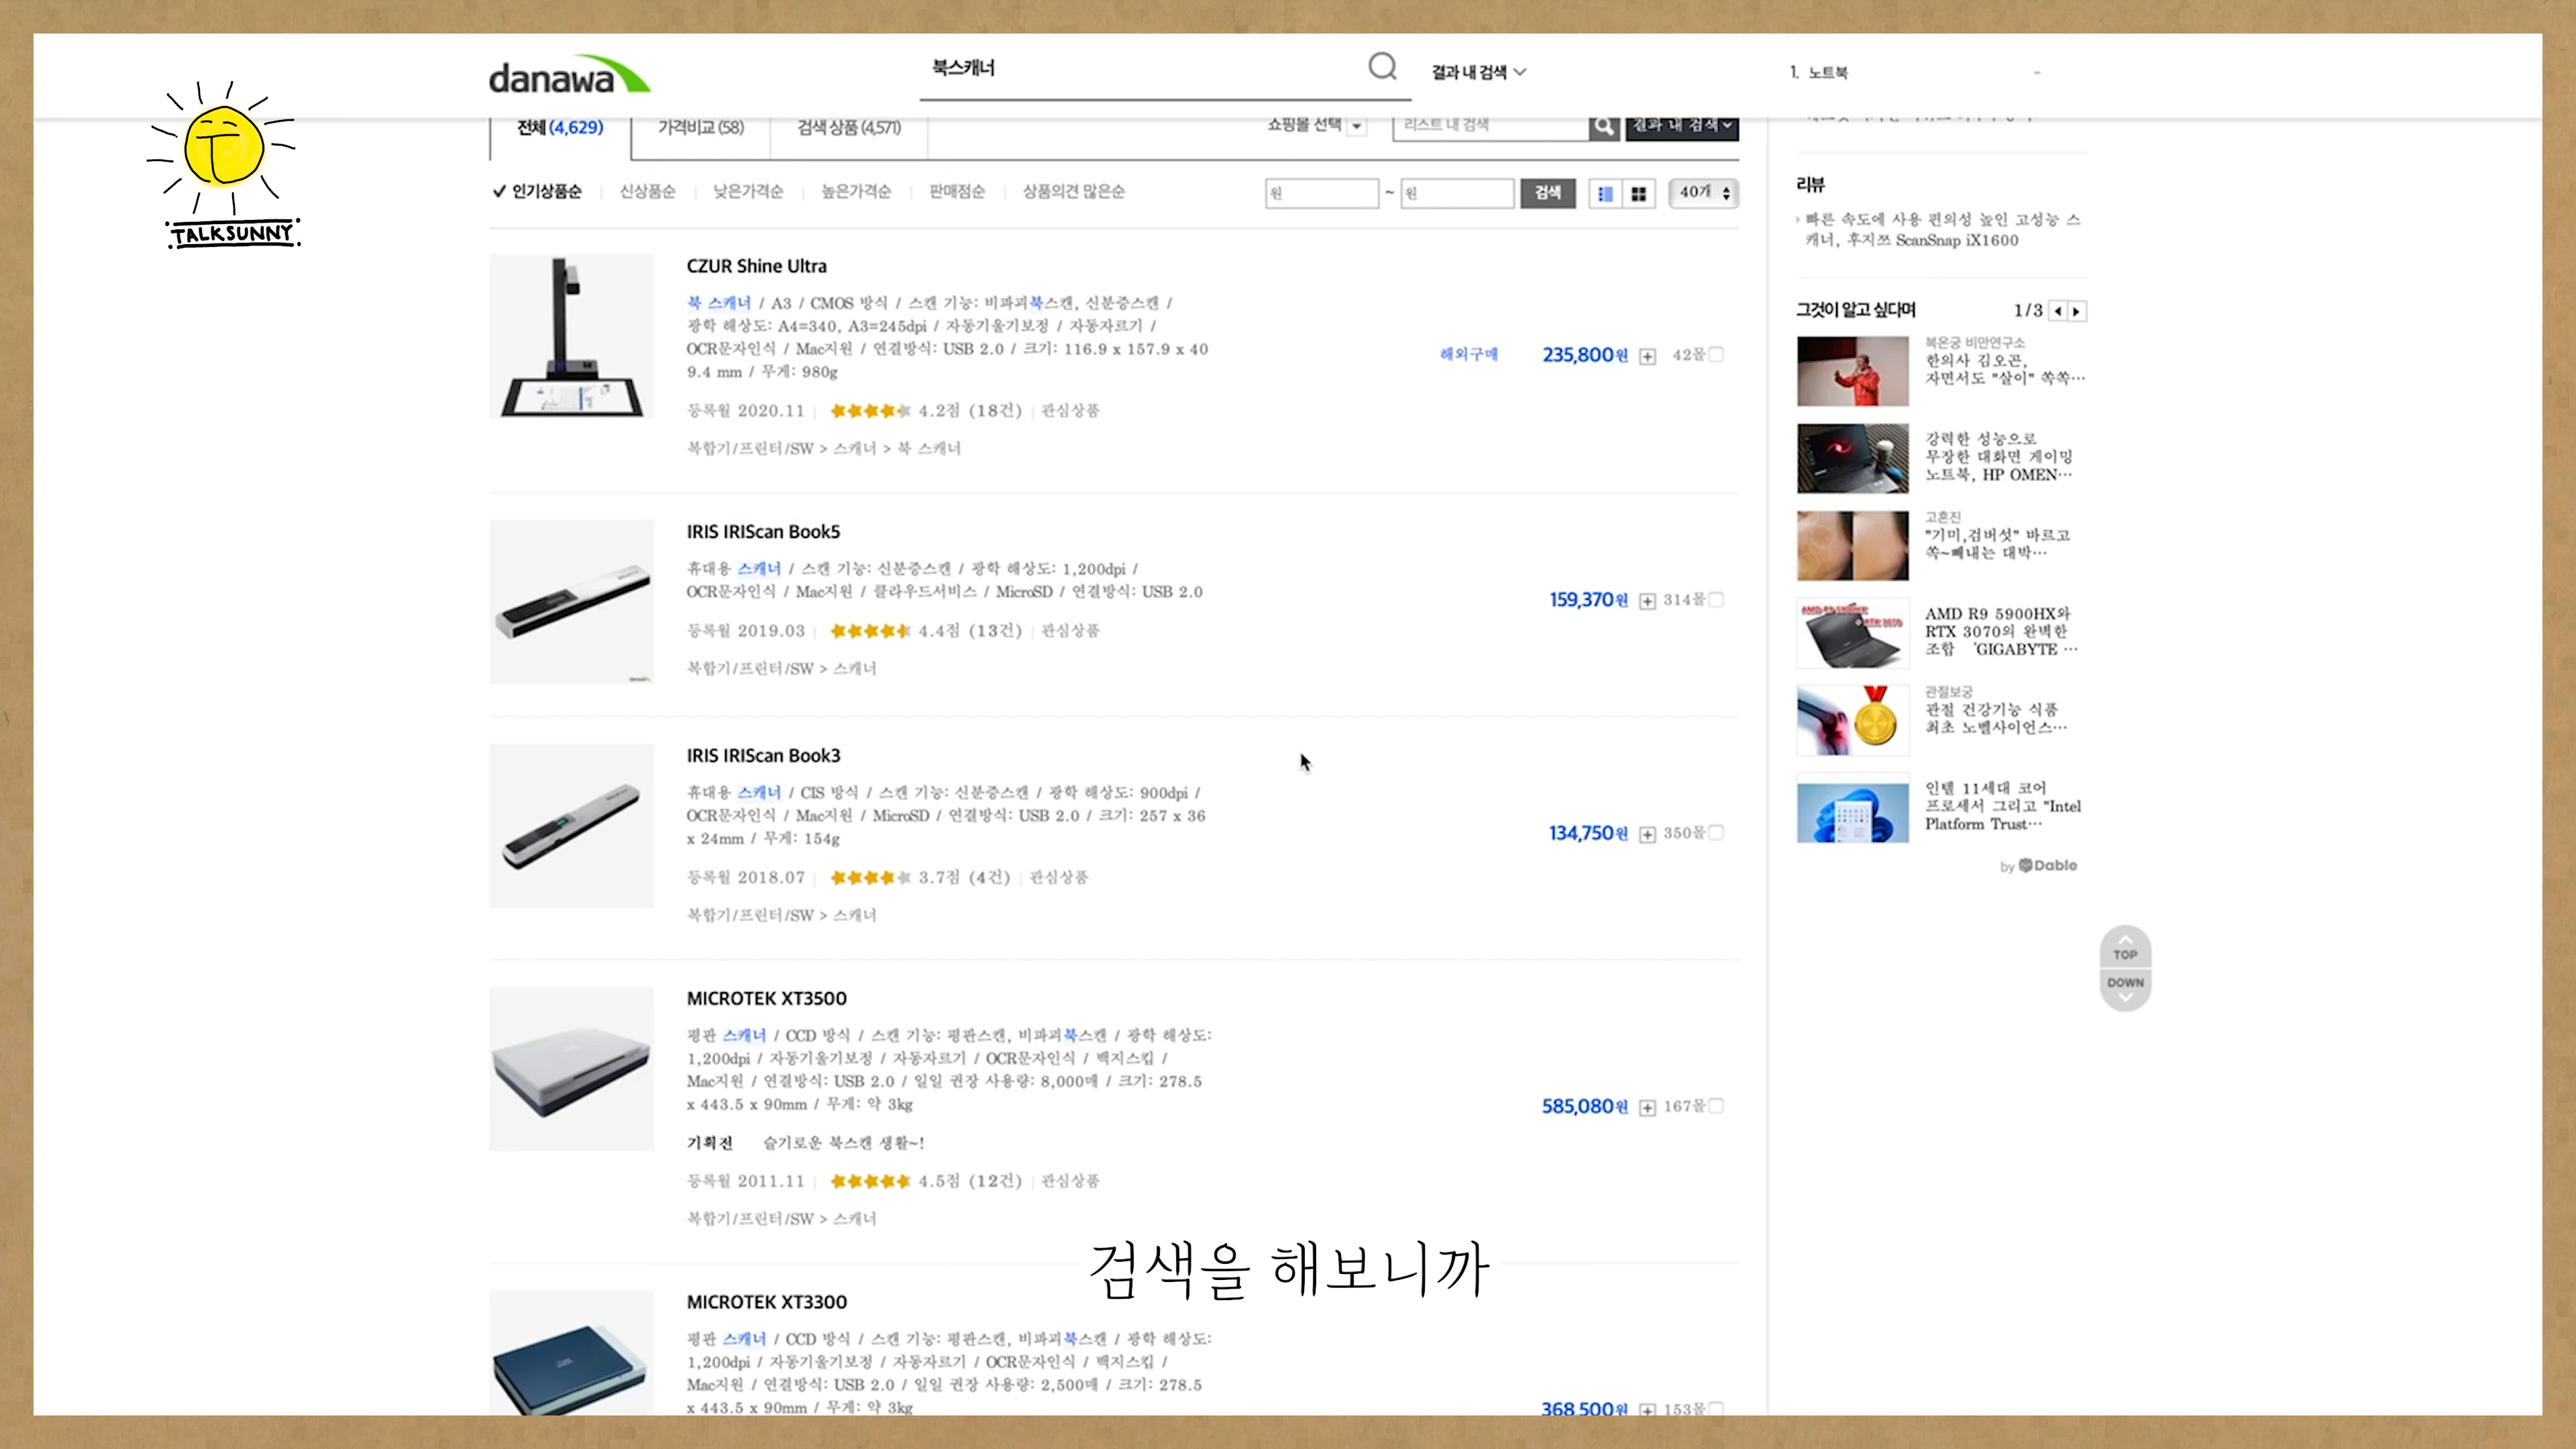 danawa
북스캐너
결과 내 검색
1. 노트북
TALKSUNNY
전체 (4,629)
가격비교 (58)
검색 상품 (4,571)
쇼핑몰 선택
리스트 내 검색
결과 내 검색
인기상품순
신상품순
낮은가격순
높은가격순
판매점순
상품의견 많은순
원 ~ 원
검색
40개
CZUR Shine Ultra
북 스캐너 / A3 / CMOS 방식 / 스캔 기능: 비파괴북스캔, 신분증스캔 /
광학 해상도: A4=340, A3=245dpi / 자동기울기보정 / 자동자르기 /
OCR문자인식 / Mac지원 / 연결방식: USB 2.0 / 크기: 116.9 x 157.9 x 40
9.4 mm / 무게: 980g
해외구매 235,800원 42몰
등록월 2020.11 4.2점 (18건) 관심상품
복합기/프린터/SW > 스캐너 > 북 스캐너
IRIS IRIScan Book5
휴대용 스캐너 / 스캔 기능: 신분증스캔 / 광학 해상도: 1,200dpi /
OCR문자인식 / Mac지원 / 클라우드서비스 / MicroSD / 연결방식: USB 2.0
159,370원 314몰
등록월 2019.03 4.4점 (13건) 관심상품
복합기/프린터/SW > 스캐너
IRIS IRIScan Book3
휴대용 스캐너 / CIS 방식 / 스캔 기능: 신분증스캔 / 광학 해상도: 900dpi /
OCR문자인식 / Mac지원 / MicroSD / 연결방식: USB 2.0 / 크기: 257 x 36
x 24mm / 무게: 154g
134,750원 350몰
등록월 2018.07 3.7점 (4건) 관심상품
복합기/프린터/SW > 스캐너
MICROTEK XT3500
평판 스캐너 / CCD 방식 / 스캔 기능: 평판스캔, 비파괴북스캔 / 광학 해상도:
1,200dpi / 자동기울기보정 / 자동자르기 / OCR문자인식 / 백지스킵 /
Mac지원 / 연결방식: USB 2.0 / 일일 권장 사용량: 8,000매 / 크기: 278.5
x 443.5 x 90mm / 무게: 약 3kg
585,080원 167몰
기획전 슬기로운 북스캔 생활~!
등록월 2011.11 4.5점 (12건) 관심상품
복합기/프린터/SW > 스캐너
MICROTEK XT3300
평판 스캐너 / CCD 방식 / 스캔 기능: 평판스캔, 비파괴북스캔 / 광학 해상도:
1,200dpi / 자동기울기보정 / 자동자르기 / OCR문자인식 / 백지스킵 /
Mac지원 / 연결방식: USB 2.0 / 일일 권장 사용량: 2,500매 / 크기: 278.5
x 443.5 x 90mm / 무게: 약 3kg
368,500원 153몰
리뷰
빠른 속도에 사용 편의성 높인 고성능 스
캐너, 후지쯔 ScanSnap iX1600
그것이 알고 싶다며 1/3
복은궁 비만연구소
한의사 김오곤,
자면서도 "살이" 쏙쏙…
강력한 성능으로
무장한 대화면 게이밍
노트북, HP OMEN…
고혼진
"기미,검버섯" 바르고
쏙~빼내는 대박…
AMD R9 5900HX와
RTX 3070의 완벽한
조합 ‘GIGABYTE …
관절보궁
관절 건강기능 식품
최초 노벨사이언스…
인텔 11세대 코어
프로세서 그리고 "Intel
Platform Trust…
by Dable
TOP
DOWN
검색을 해보니까